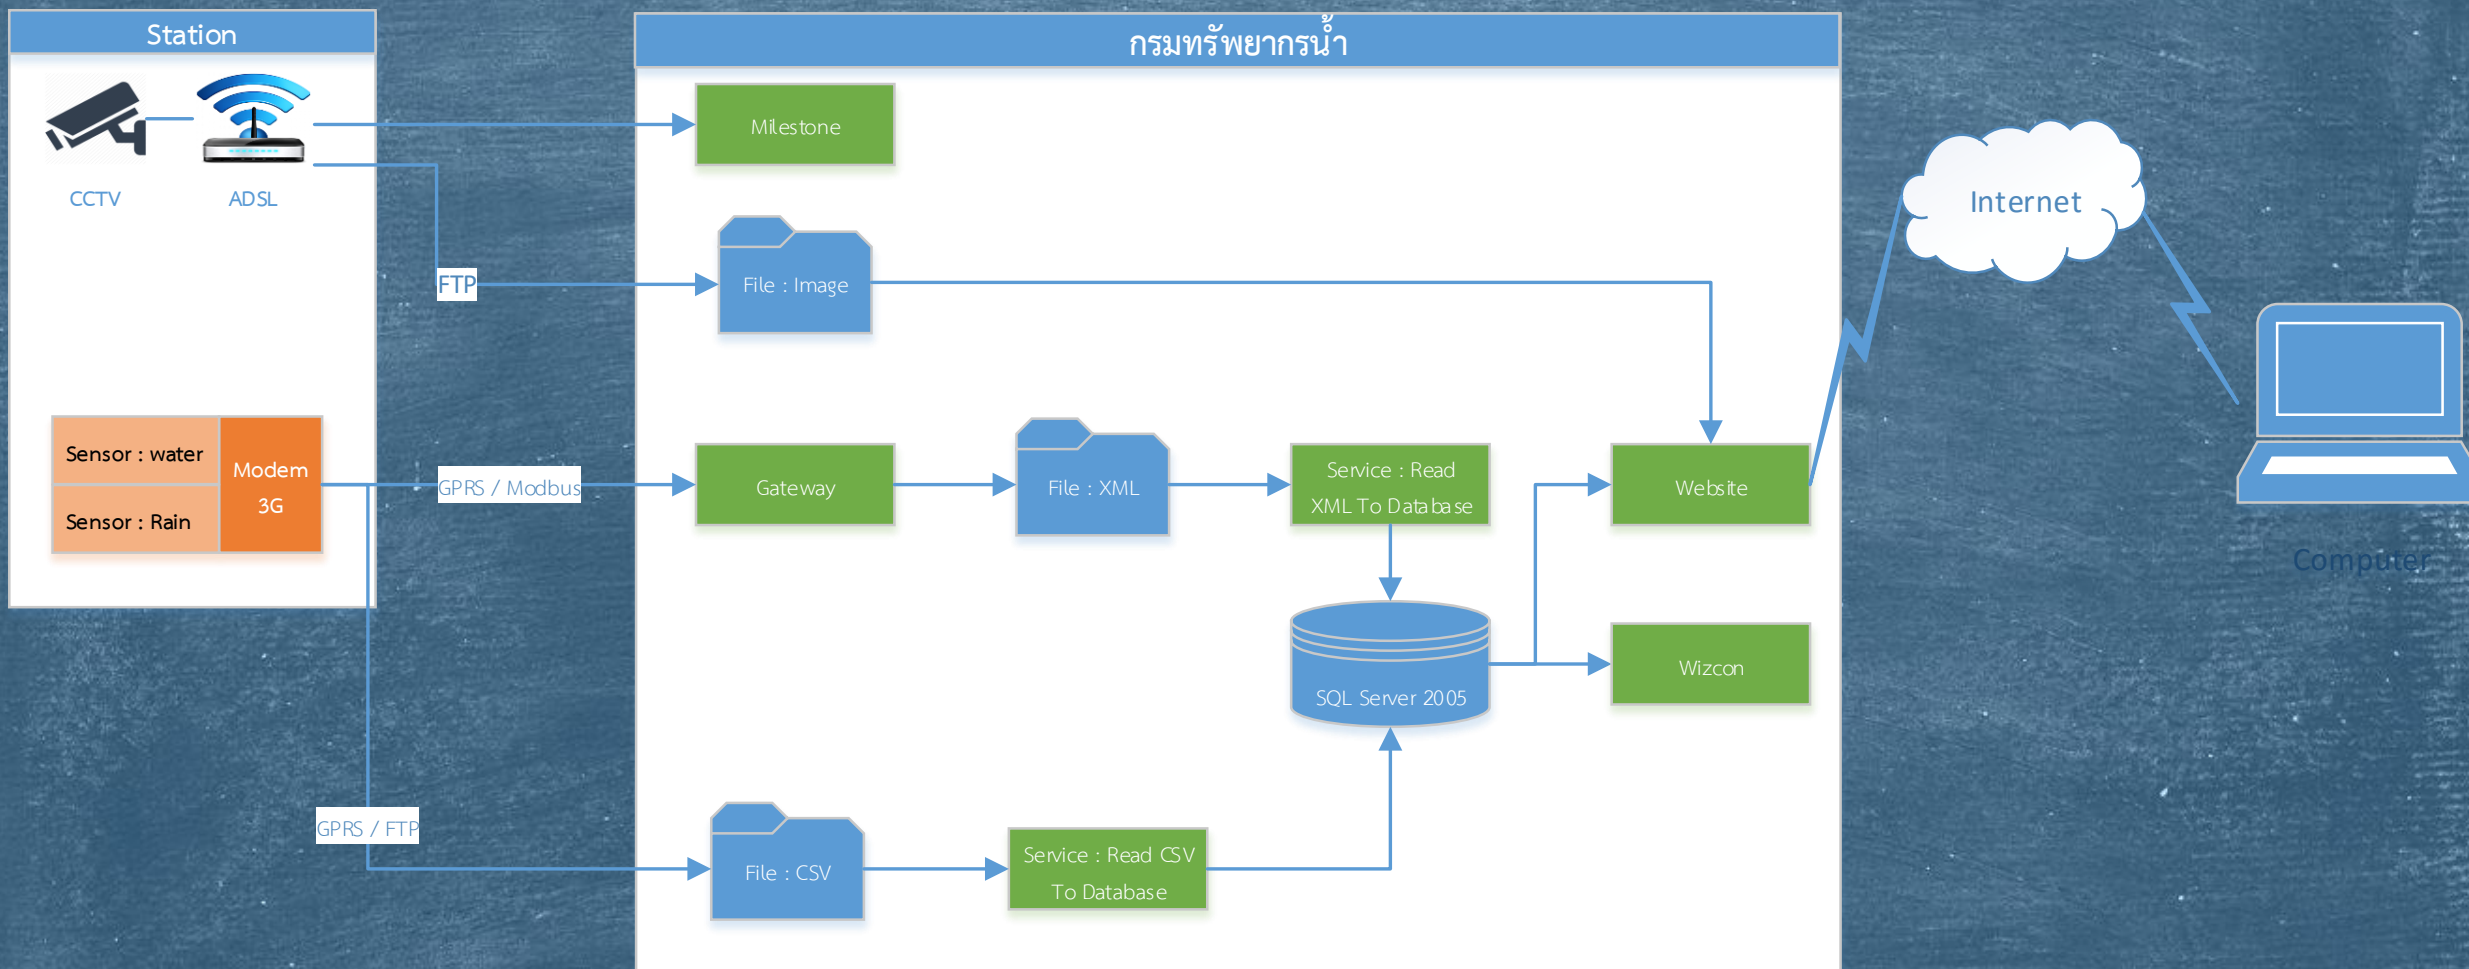 Station
กรมทรัพยากรน้ำ
CCTV
ADSL
Milestone
FTP
File : Image
Internet
Sensor : water
Sensor : Rain
Modem
3G
GPRS / Modbus
Gateway
File : XML
Service : Read
XML To Database
Website
Computer
SQL Server 2005
Wizcon
GPRS / FTP
File : CSV
Service : Read CSV
To Database